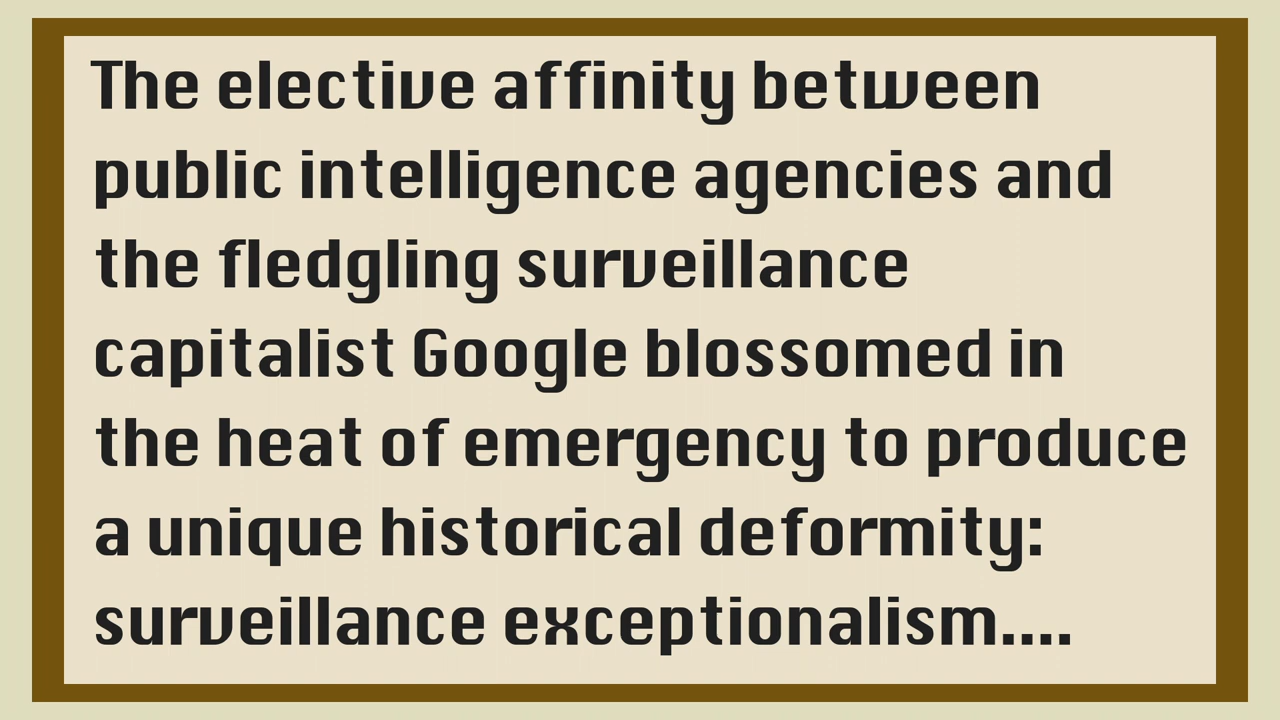 The elective affinity between
public intelligence agencies and
the fledgling surveillance
capitalist Google blossomed in
the heat of emergency to produce
a unique historical deformity:
surveillance exceptionalism....